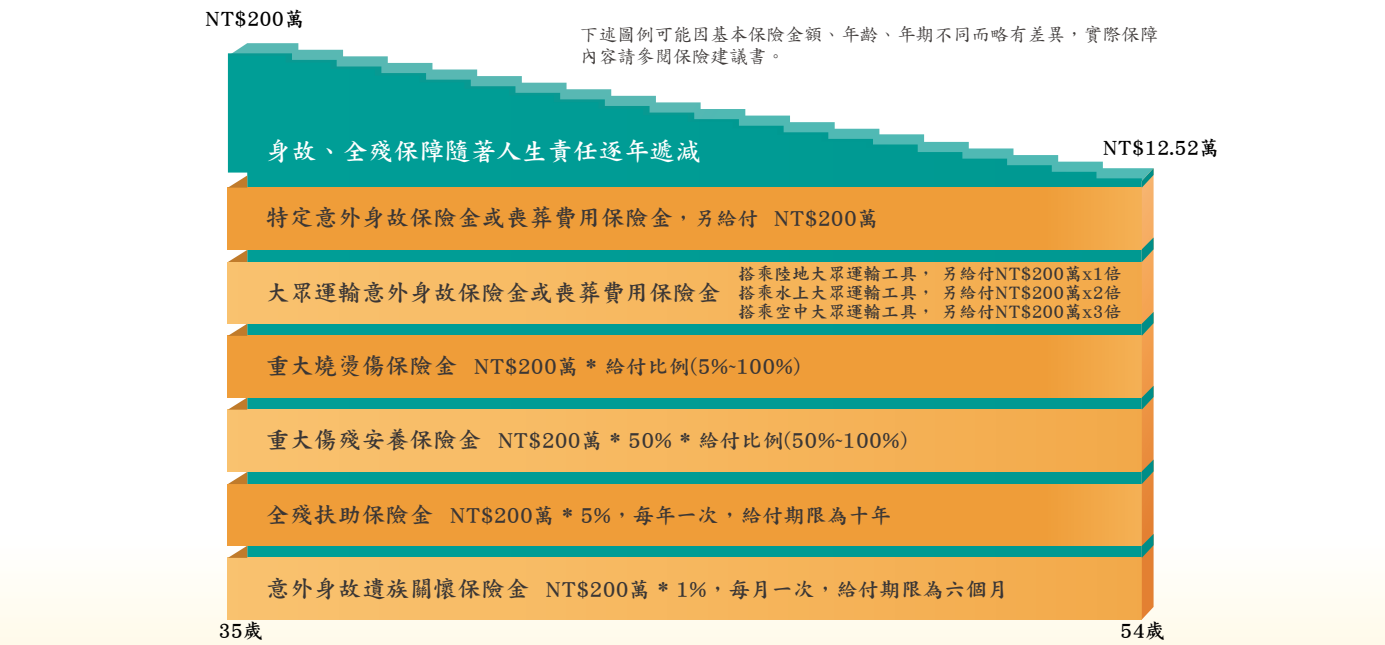 NT$200萬
下述圖例可能因基本保險金額、年齡、年期不同而略有差異，實際保障
內容請參閱保險建議書。
身故、全殘保障隨著人生責任逐年遞減
NT$12.52萬
特定意外身故保險金或喪葬費用保險金，另給付 NT$200萬
大眾運輸意外身故保險金或喪葬費用保險金
搭乘陸地大眾運輸工具， 另給付NT$200萬x1倍
搭乘水上大眾運輸工具， 另給付NT$200萬x2倍
搭乘空中大眾運輸工具， 另給付NT$200萬x3倍
重大燒燙傷保險金 NT$200萬 * 給付比例(5%~100%)
重大傷殘安養保險金 NT$200萬 * 50% * 給付比例(50%~100%)
全殘扶助保險金 NT$200萬 * 5%，每年一次，給付期限為十年
意外身故遺族關懷保險金 NT$200萬 * 1%，每月一次，給付期限為六個月
35歲
54歲